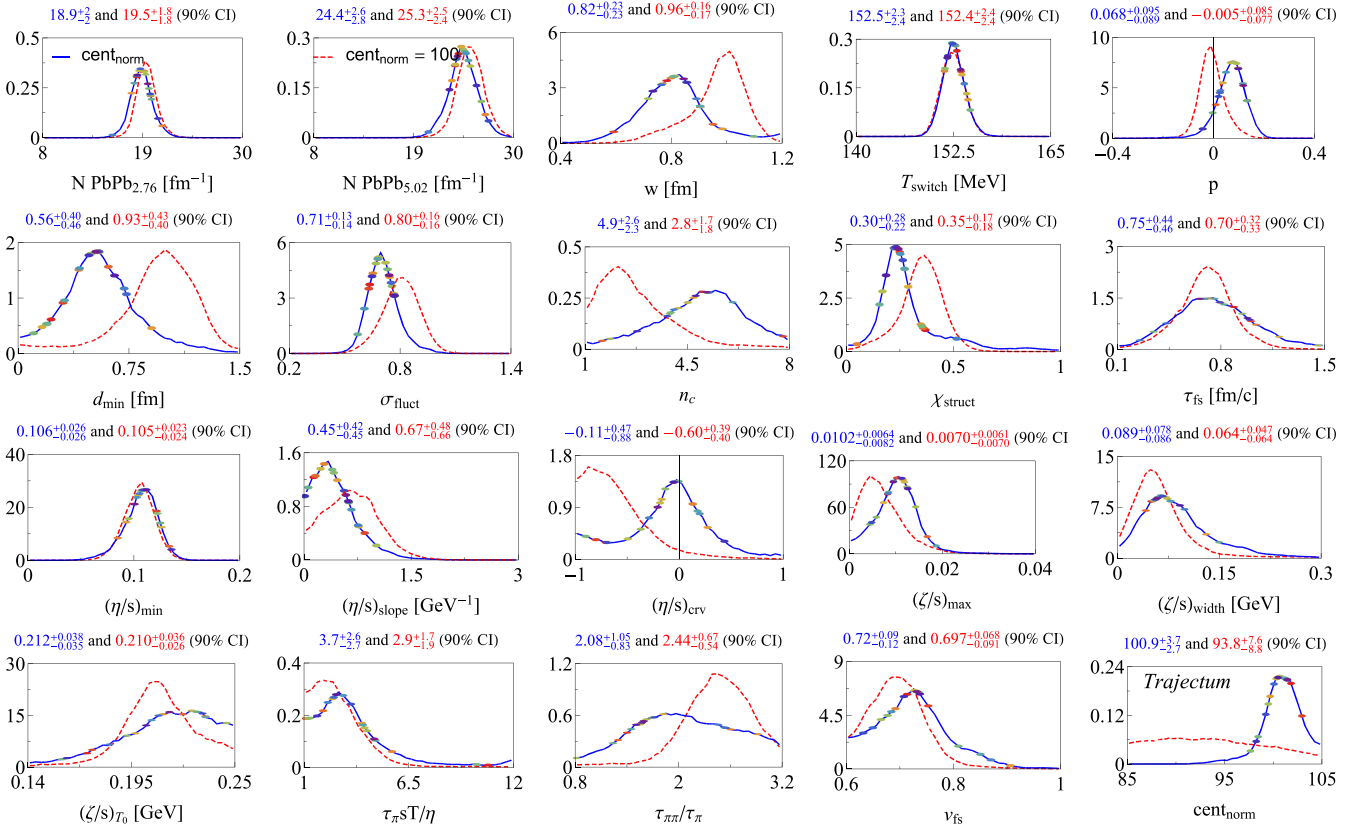 18.9 +2 −2 and 19.5 +1.8 −1.8 (90% CI)
cent_norm
0.5
0.25
0
8 19 30
N PbPb_2.76 [fm⁻¹]
24.4 +2.6 −2.8 and 25.3 +2.5 −2.4 (90% CI)
cent_norm = 100
0.3
0.15
0
8 19 30
N PbPb_5.02 [fm⁻¹]
0.82 +0.23 −0.23 and 0.96 +0.16 −0.17 (90% CI)
6
3
0
0.4 0.8 1.2
w [fm]
152.5 +2.3 −2.4 and 152.4 +2.4 −2.4 (90% CI)
0.3
0.15
0
140 152.5 165
T_switch [MeV]
0.068 +0.095 −0.089 and −0.005 +0.085 −0.077 (90% CI)
10
5
0
−0.4 0 0.4
p
0.56 +0.40 −0.46 and 0.93 +0.43 −0.40 (90% CI)
2
1
0
0 0.75 1.5
d_min [fm]
0.71 +0.13 −0.14 and 0.80 +0.16 −0.16 (90% CI)
6
3
0
0.2 0.8 1.4
σ_fluct
4.9 +2.6 −2.3 and 2.8 +1.7 −1.8 (90% CI)
0.5
0.25
0
1 4.5 8
n_c
0.30 +0.28 −0.22 and 0.35 +0.17 −0.18 (90% CI)
5
2.5
0
0 0.5 1
χ_struct
0.75 +0.44 −0.46 and 0.70 +0.32 −0.33 (90% CI)
3
1.5
0
0.1 0.8 1.5
τ_fs [fm/c]
0.106 +0.026 −0.026 and 0.105 +0.023 −0.024 (90% CI)
40
20
0
0 0.1 0.2
(η/s)_min
0.45 +0.42 −0.45 and 0.67 +0.48 −0.66 (90% CI)
1.6
0.8
0
0 1.5 3
(η/s)_slope [GeV⁻¹]
−0.11 +0.47 −0.88 and −0.60 +0.39 −0.40 (90% CI)
1.8
0.9
0
−1 0 1
(η/s)_crv
0.0102 +0.0064 −0.0082 and 0.0070 +0.0061 −0.0070 (90% CI)
120
60
0
0 0.02 0.04
(ζ/s)_max
0.089 +0.078 −0.086 and 0.064 +0.047 −0.064 (90% CI)
15
7.5
0
0 0.15 0.3
(ζ/s)_width [GeV]
0.212 +0.038 −0.035 and 0.210 +0.036 −0.026 (90% CI)
30
15
0
0.14 0.195 0.25
(ζ/s)_T₀ [GeV]
3.7 +2.6 −2.7 and 2.9 +1.7 −1.9 (90% CI)
0.4
0.2
0
1 6.5 12
τ_π sT/η
2.08 +1.05 −0.83 and 2.44 +0.67 −0.54 (90% CI)
1.2
0.6
0
0.8 2 3.2
τ_ππ/τ_π
0.72 +0.09 −0.12 and 0.697 +0.068 −0.091 (90% CI)
9
4.5
0
0.6 0.8 1
v_fs
100.9 +3.7 −2.7 and 93.8 +7.6 −8.8 (90% CI)
Trajectum
0.24
0.12
0
85 95 105
cent_norm